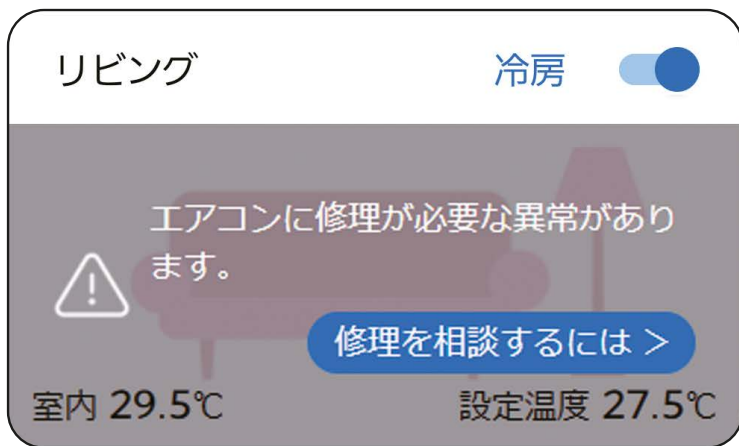 リビング 冷房
エアコンに修理が必要な異常があり
ます。
修理を相談するには >
室内 29.5℃ 設定温度 27.5℃